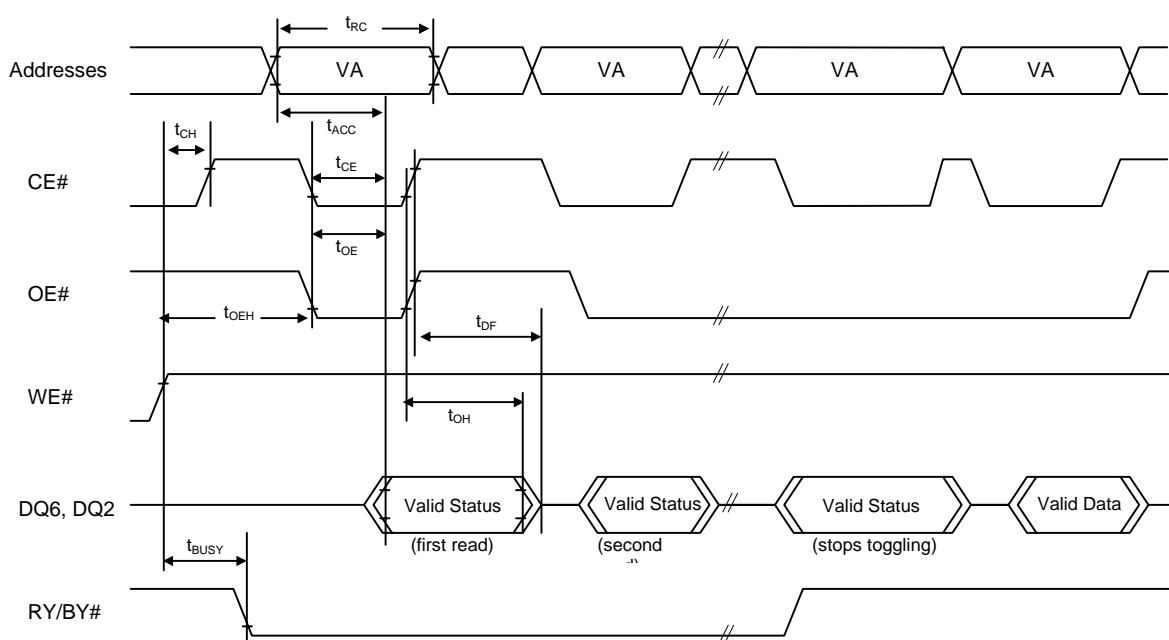 tRC
Addresses VA VA VA VA
tACC
tCH
tCE
CE#
tOE
OE#
tOEH
tDF
WE#
tOH
DQ6, DQ2 Valid Status Valid Status Valid Status Valid Data
(first read) (second (stops toggling)
tBUSY
RY/BY#